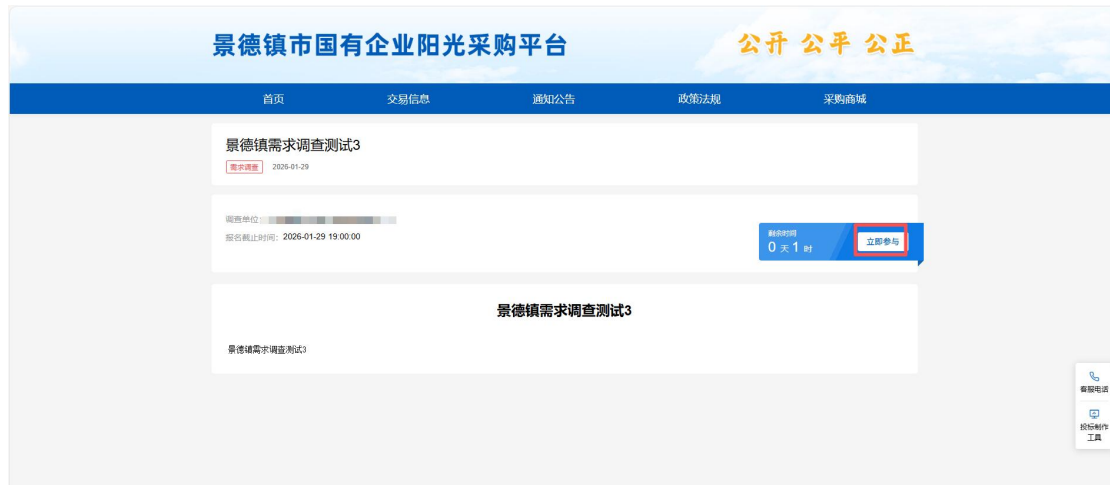 景德镇市国有企业阳光采购平台
公开 公平 公正
首页 交易信息 通知公告 政策法规 采购商城
景德镇需求调查测试3
需求调查 2026-01-29
调查单位:
报名截止时间: 2026-01-29 19:00:00
剩余时间
0 天 1 时
立即参与
景德镇需求调查测试3
景德镇需求调查测试3
客服电话
投标制作
工具